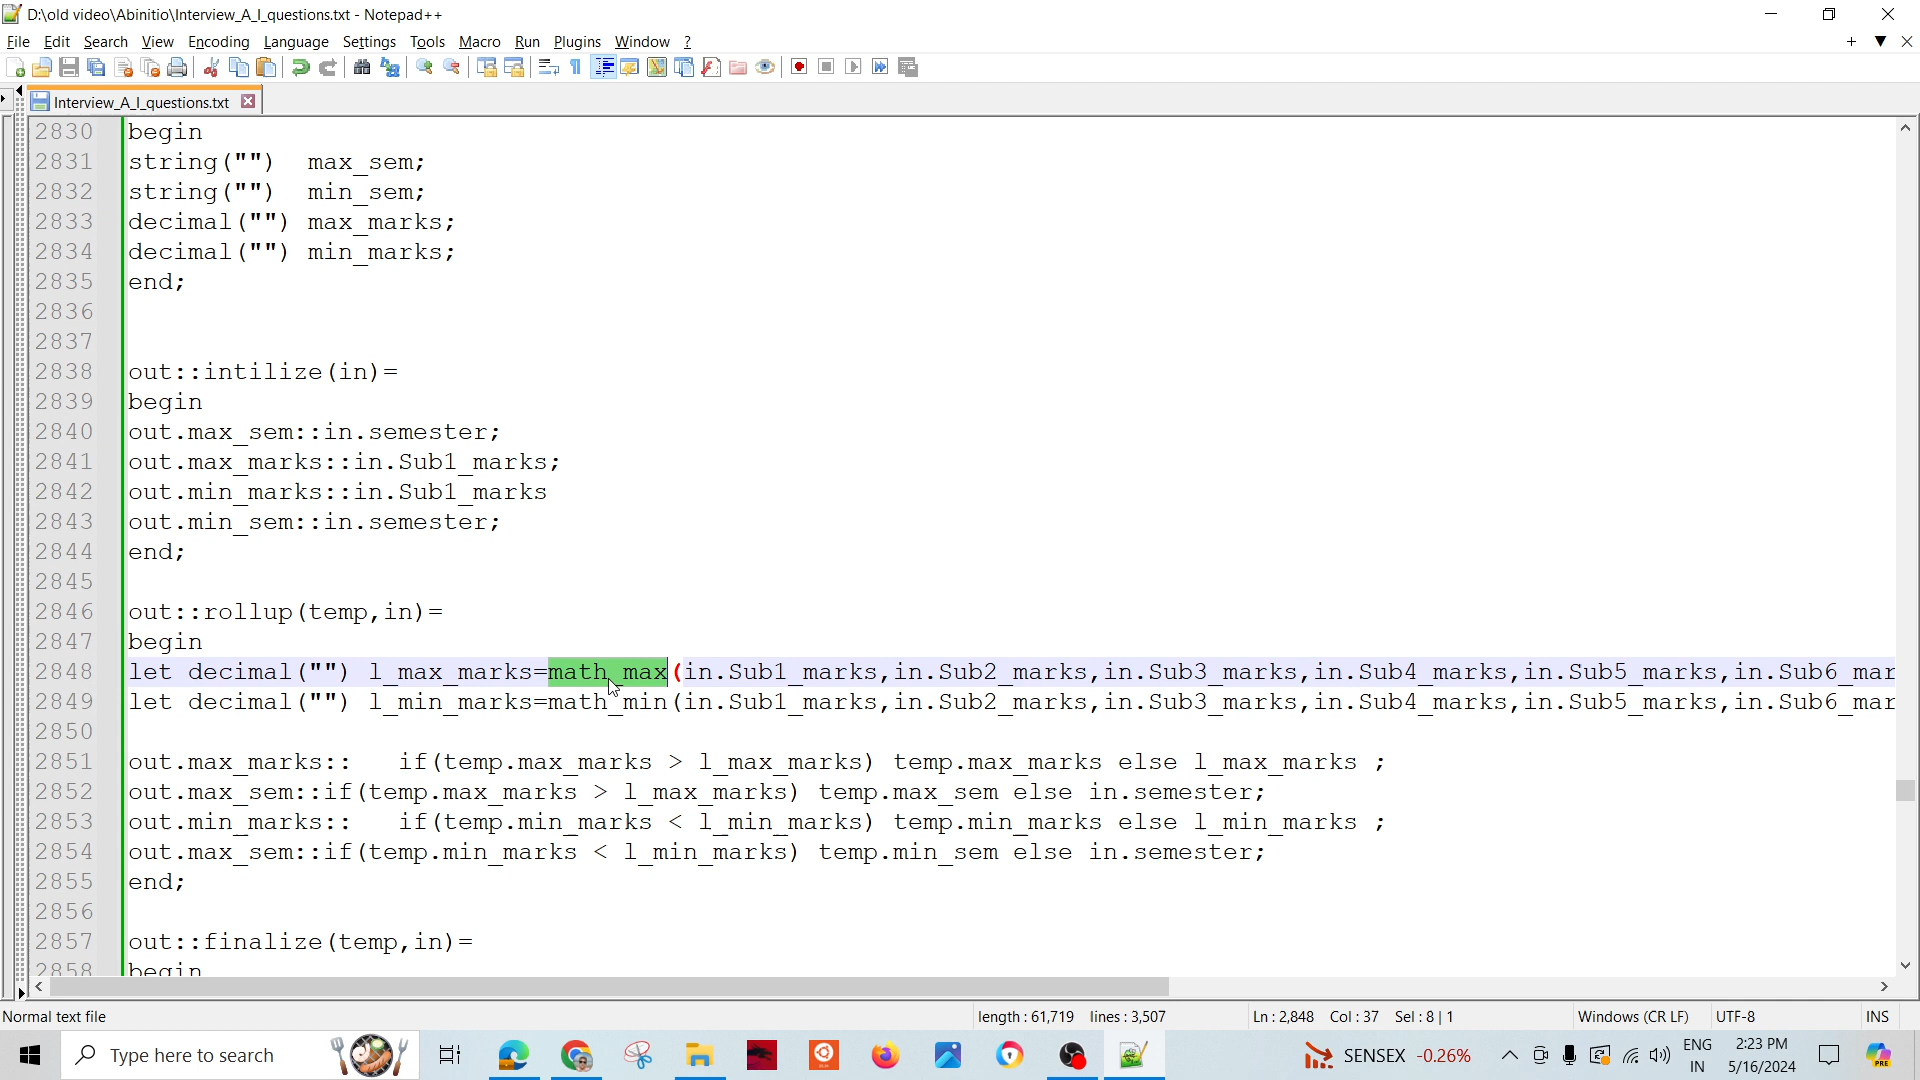 D:\old video\Abinitio\Interview_A_I_questions.txt - Notepad++
File Edit Search View Encoding Language Settings Tools Macro Run Plugins Window ?
Interview_A_I_questions.txt
2830 begin
2831 string("")  max_sem;
2832 string("")  min_sem;
2833 decimal("") max_marks;
2834 decimal("") min_marks;
2835 end;
2836
2837
2838 out::intilize(in)=
2839 begin
2840 out.max_sem::in.semester;
2841 out.max_marks::in.Sub1_marks;
2842 out.min_marks::in.Sub1_marks
2843 out.min_sem::in.semester;
2844 end;
2845
2846 out::rollup(temp,in)=
2847 begin
2848 let decimal("") l_max_marks=math_max(in.Sub1_marks,in.Sub2_marks,in.Sub3_marks,in.Sub4_marks,in.Sub5_marks,in.Sub6_mar
2849 let decimal("") l_min_marks=math_min(in.Sub1_marks,in.Sub2_marks,in.Sub3_marks,in.Sub4_marks,in.Sub5_marks,in.Sub6_mar
2850
2851 out.max_marks::   if(temp.max_marks > l_max_marks) temp.max_marks else l_max_marks ;
2852 out.max_sem::if(temp.max_marks > l_max_marks) temp.max_sem else in.semester;
2853 out.min_marks::   if(temp.min_marks < l_min_marks) temp.min_marks else l_min_marks ;
2854 out.max_sem::if(temp.min_marks < l_min_marks) temp.min_sem else in.semester;
2855 end;
2856
2857 out::finalize(temp,in)=
2858 begin
Normal text file length : 61,719 lines : 3,507 Ln : 2,848 Col : 37 Sel : 8 | 1 Windows (CR LF) UTF-8 INS
Type here to search SENSEX -0.26% ENG IN 2:23 PM 5/16/2024